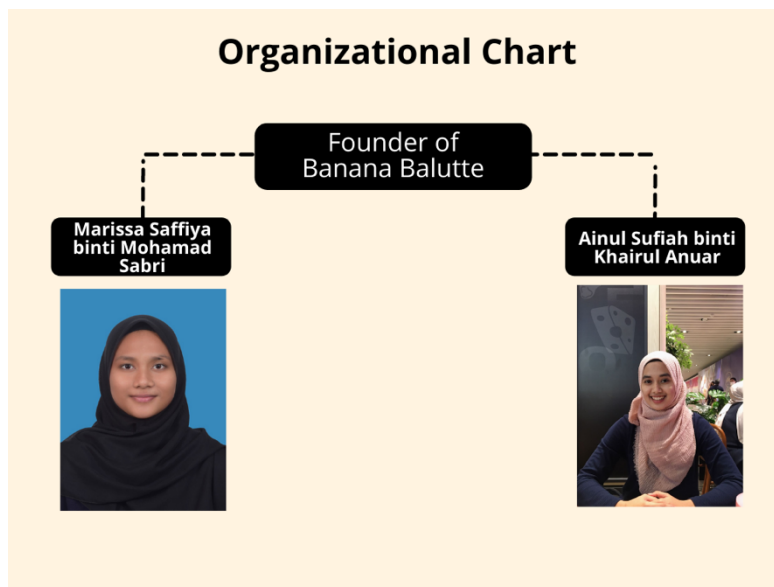 Organizational Chart
Founder of
Banana Balutte
Marissa Saffiya
binti Mohamad
Sabri
Ainul Sufiah binti
Khairul Anuar